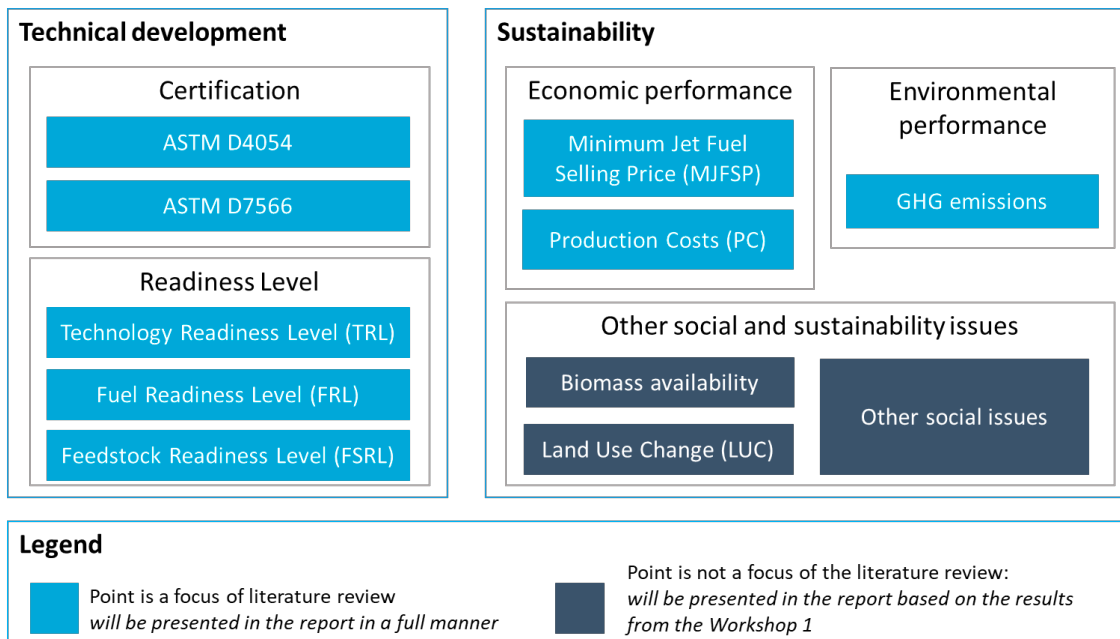 Technical development
Certification
ASTM D4054
ASTM D7566
Readiness Level
Technology Readiness Level (TRL)
Fuel Readiness Level (FRL)
Feedstock Readiness Level (FSRL)
Sustainability
Economic performance
Minimum Jet Fuel
Selling Price (MJFSP)
Production Costs (PC)
Environmental
performance
GHG emissions
Other social and sustainability issues
Biomass availability
Land Use Change (LUC)
Other social issues
Legend
Point is a focus of literature review
will be presented in the report in a full manner
Point is not a focus of the literature review:
will be presented in the report based on the results
from the Workshop 1